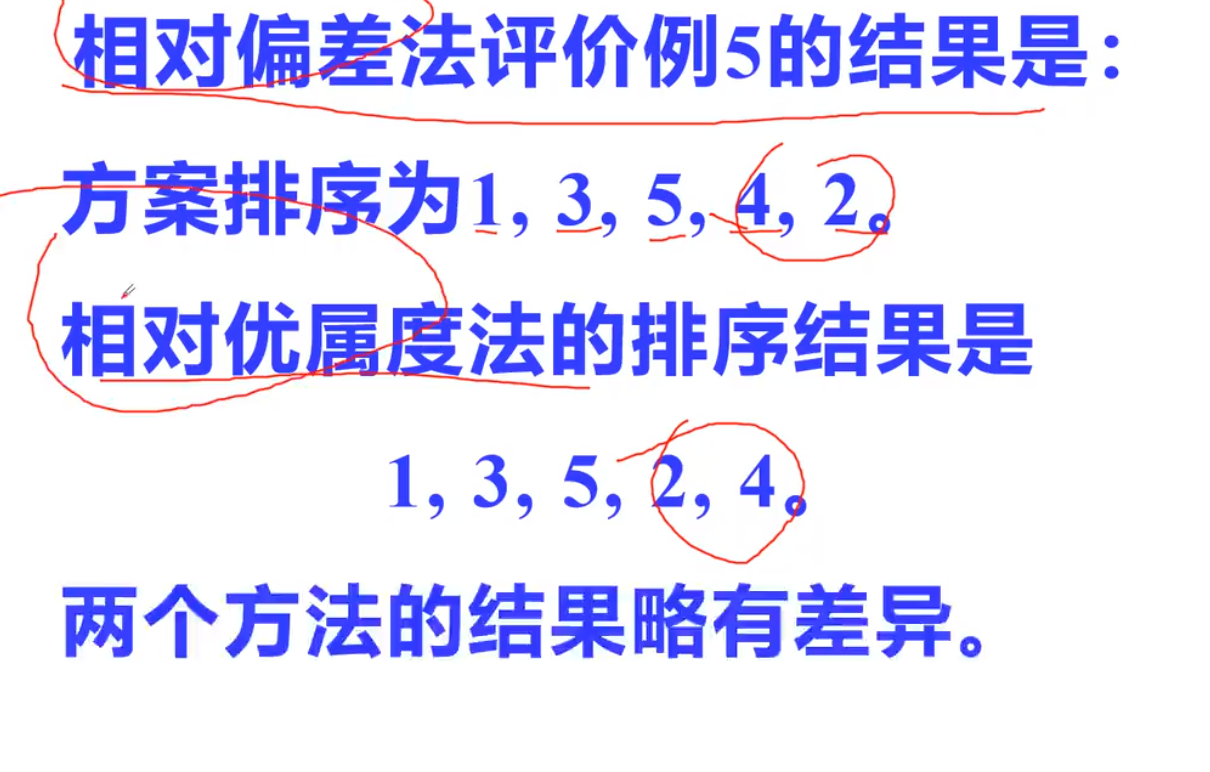 相对偏差法评价例5的结果是：
方案排序为1, 3, 5, 4, 2。
相对优属度法的排序结果是
1, 3, 5, 2, 4。
两个方法的结果略有差异。